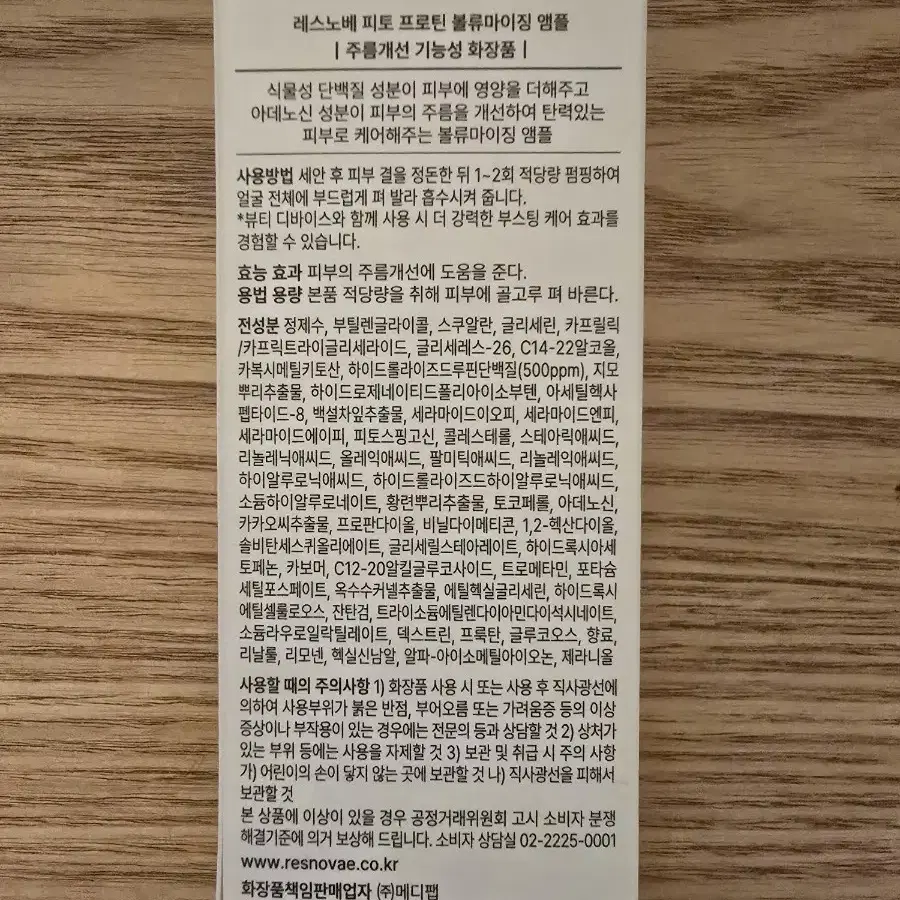 레스노베 피토 프로틴 볼류마이징 앰플
| 주름개선 기능성 화장품 |
식물성 단백질 성분이 피부에 영양을 더해주고
아데노신 성분이 피부의 주름을 개선하여 탄력있는
피부로 케어해주는 볼류마이징 앰플
사용방법 세안 후 피부 결을 정돈한 뒤 1~2회 적당량 펌핑하여
얼굴 전체에 부드럽게 펴 발라 흡수시켜 줍니다.
*뷰티 디바이스와 함께 사용 시 더 강력한 부스팅 케어 효과를
경험할 수 있습니다.
효능 효과 피부의 주름개선에 도움을 준다.
용법 용량 본품 적당량을 취해 피부에 골고루 펴 바른다.
전성분 정제수, 부틸렌글라이콜, 스쿠알란, 글리세린, 카프릴릭
/카프릭트라이글리세라이드, 글리세레스-26, C14-22알코올,
카복시메틸키토산, 하이드롤라이즈드루핀단백질(500ppm), 지모
뿌리추출물, 하이드로제네이티드폴리아이소부텐, 아세틸헥사
펩타이드-8, 백설차잎추출물, 세라마이드이오피, 세라마이드엔피,
세라마이드에이피, 피토스핑고신, 콜레스테롤, 스테아릭애씨드,
리놀레닉애씨드, 올레익애씨드, 팔미틱애씨드, 리놀레익애씨드,
하이알루로닉애씨드, 하이드롤라이즈드하이알루로닉애씨드,
소듐하이알루로네이트, 황련뿌리추출물, 토코페롤, 아데노신,
카카오씨추출물, 프로판다이올, 비닐다이메티콘, 1,2-헥산다이올,
솔비탄세스퀴올리에이트, 글리세릴스테아레이트, 하이드록시아세
토페논, 카보머, C12-20알킬글루코사이드, 트로메타민, 포타슘
세틸포스페이트, 옥수수커넬추출물, 에틸헥실글리세린, 하이드록시
에틸셀룰로오스, 잔탄검, 트라이소듐에틸렌다이아민다이석시네이트,
소듐라우로일락틸레이트, 덱스트린, 프룩탄, 글루코오스, 향료,
리날룰, 리모넨, 헥실신남알, 알파-아이소메틸아이오논, 제라니올
사용할 때의 주의사항 1) 화장품 사용 시 또는 사용 후 직사광선에
의하여 사용부위가 붉은 반점, 부어오름 또는 가려움증 등의 이상
증상이나 부작용이 있는 경우에는 전문의 등과 상담할 것 2) 상처가
있는 부위 등에는 사용을 자제할 것 3) 보관 및 취급 시 주의 사항
가) 어린이의 손이 닿지 않는 곳에 보관할 것 나) 직사광선을 피해서
보관할 것
본 상품에 이상이 있을 경우 공정거래위원회 고시 소비자 분쟁
해결기준에 의거 보상해 드립니다. 소비자 상담실 02-2225-0001
www.resnovae.co.kr
화장품책임판매업자 ㈜메디팹